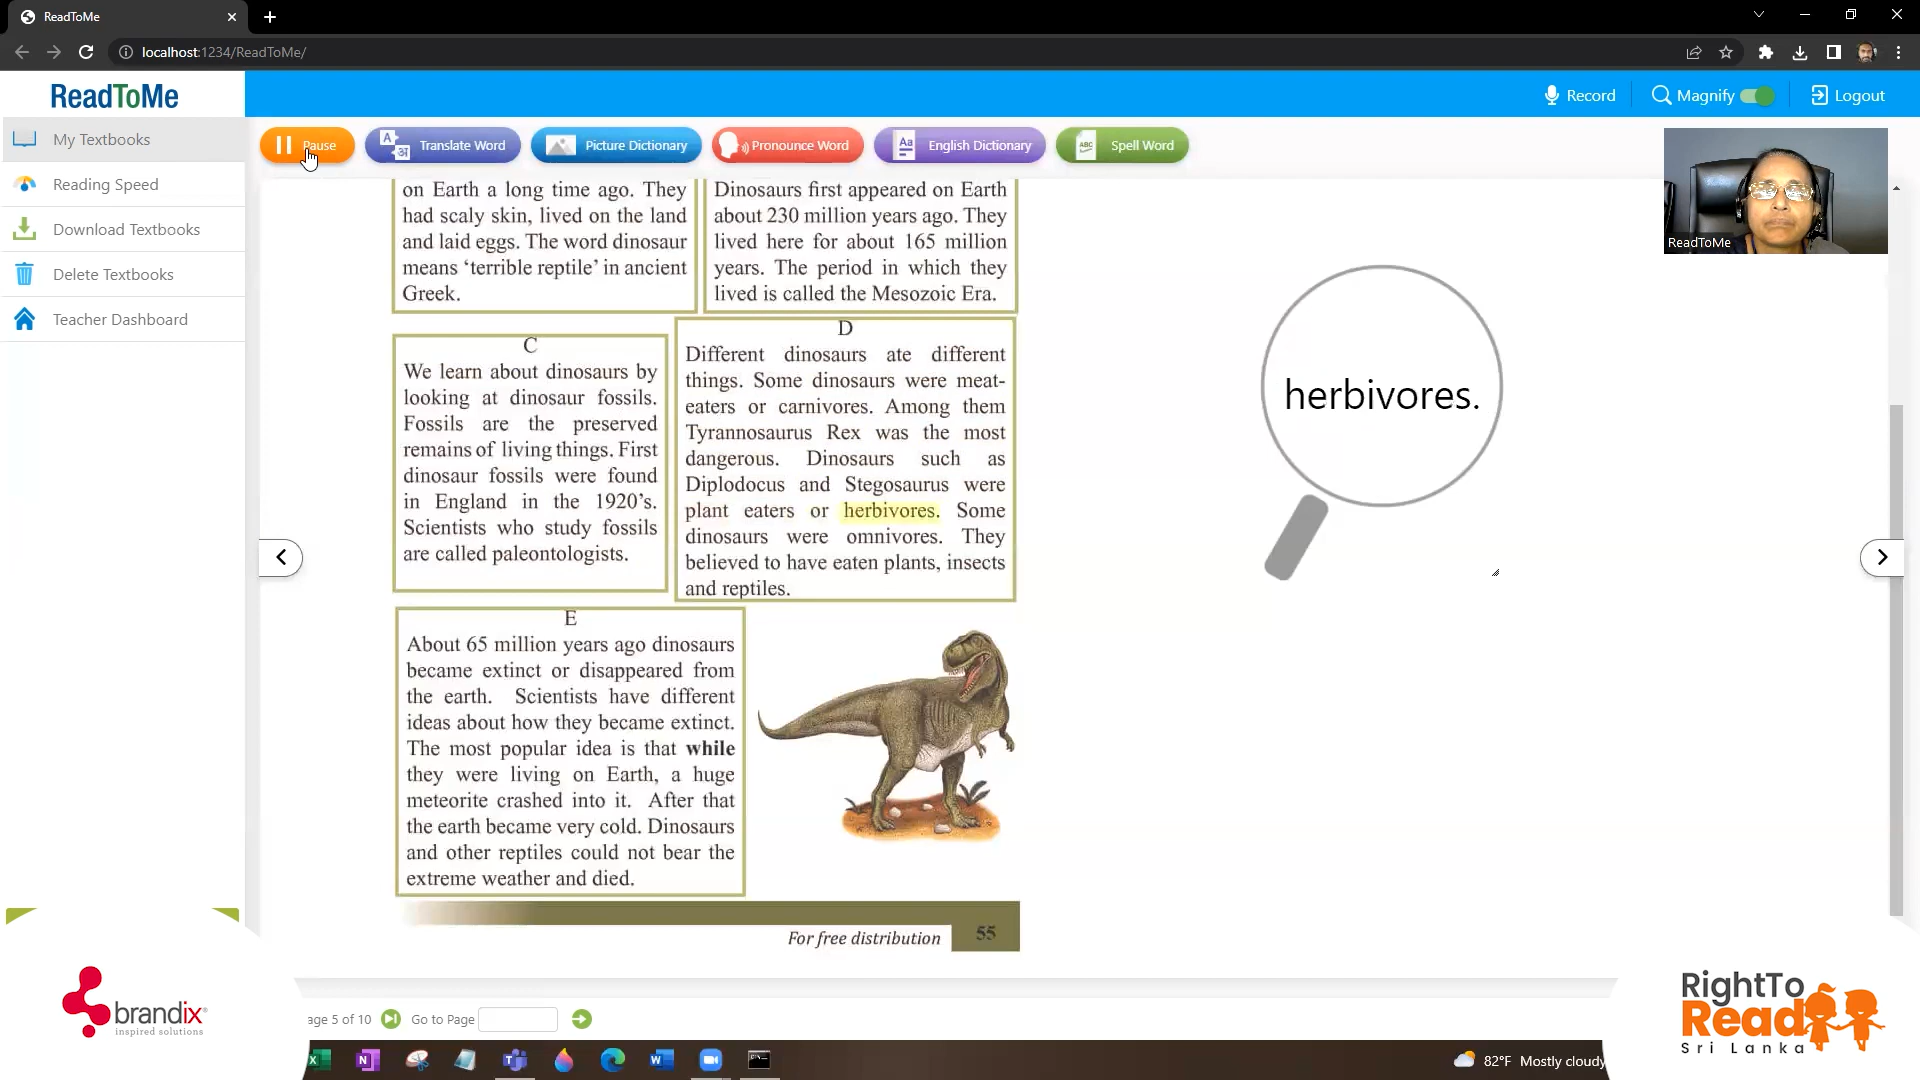 ReadToMe
localhost:1234/ReadToMe/
ReadToMe
Record
Magnify
Logout
My Textbooks
Reading Speed
Download Textbooks
Delete Textbooks
Teacher Dashboard
Pause
Translate Word
Picture Dictionary
Pronounce Word
English Dictionary
Spell Word
ReadToMe
on Earth a long time ago. They
had scaly skin, lived on the land
and laid eggs. The word dinosaur
means ‘terrible reptile’ in ancient
Greek.
Dinosaurs first appeared on Earth
about 230 million years ago. They
lived here for about 165 million
years. The period in which they
lived is called the Mesozoic Era.
C
We learn about dinosaurs by
looking at dinosaur fossils.
Fossils are the preserved
remains of living things. First
dinosaur fossils were found
in England in the 1920’s.
Scientists who study fossils
are called paleontologists.
D
Different dinosaurs ate different
things. Some dinosaurs were meat-
eaters or carnivores. Among them
Tyrannosaurus Rex was the most
dangerous. Dinosaurs such as
Diplodocus and Stegosaurus were
plant eaters or herbivores. Some
dinosaurs were omnivores. They
believed to have eaten plants, insects
and reptiles.
herbivores.
E
About 65 million years ago dinosaurs
became extinct or disappeared from
the earth. Scientists have different
ideas about how they became extinct.
The most popular idea is that while
they were living on Earth, a huge
meteorite crashed into it. After that
the earth became very cold. Dinosaurs
and other reptiles could not bear the
extreme weather and died.
For free distribution 55
age 5 of 10
Go to Page
brandix
inspired solutions
RightTo
Read
Sri Lanka
82°F Mostly cloudy